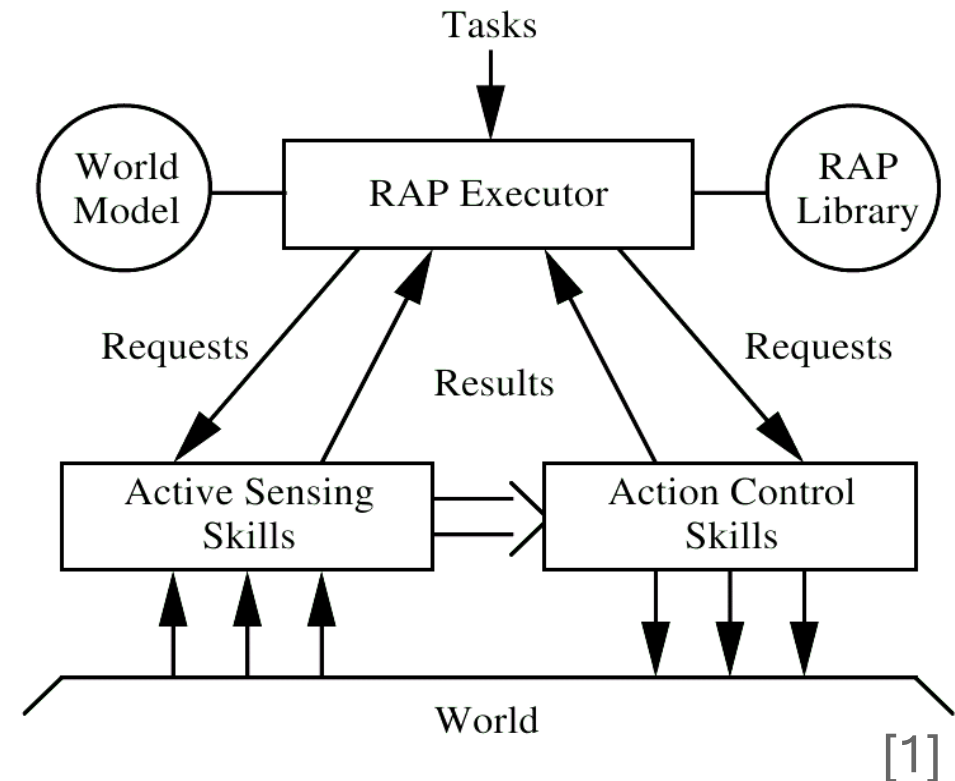 Tasks
World
Model
RAP Executor
RAP
Library
Requests
Results
Requests
Active Sensing
Skills
Action Control
Skills
World
[1]